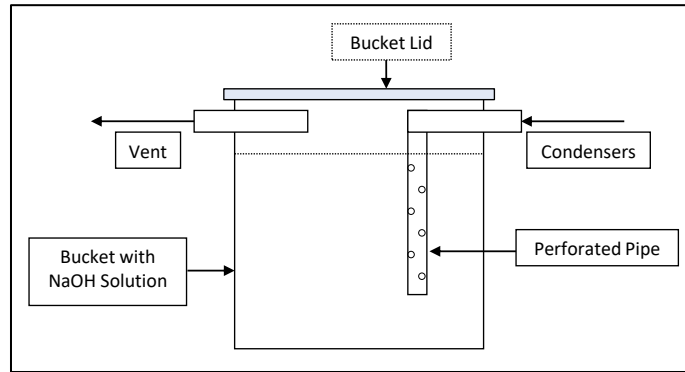 Bucket Lid
Vent
Condensers
Bucket with
NaOH Solution
Perforated Pipe